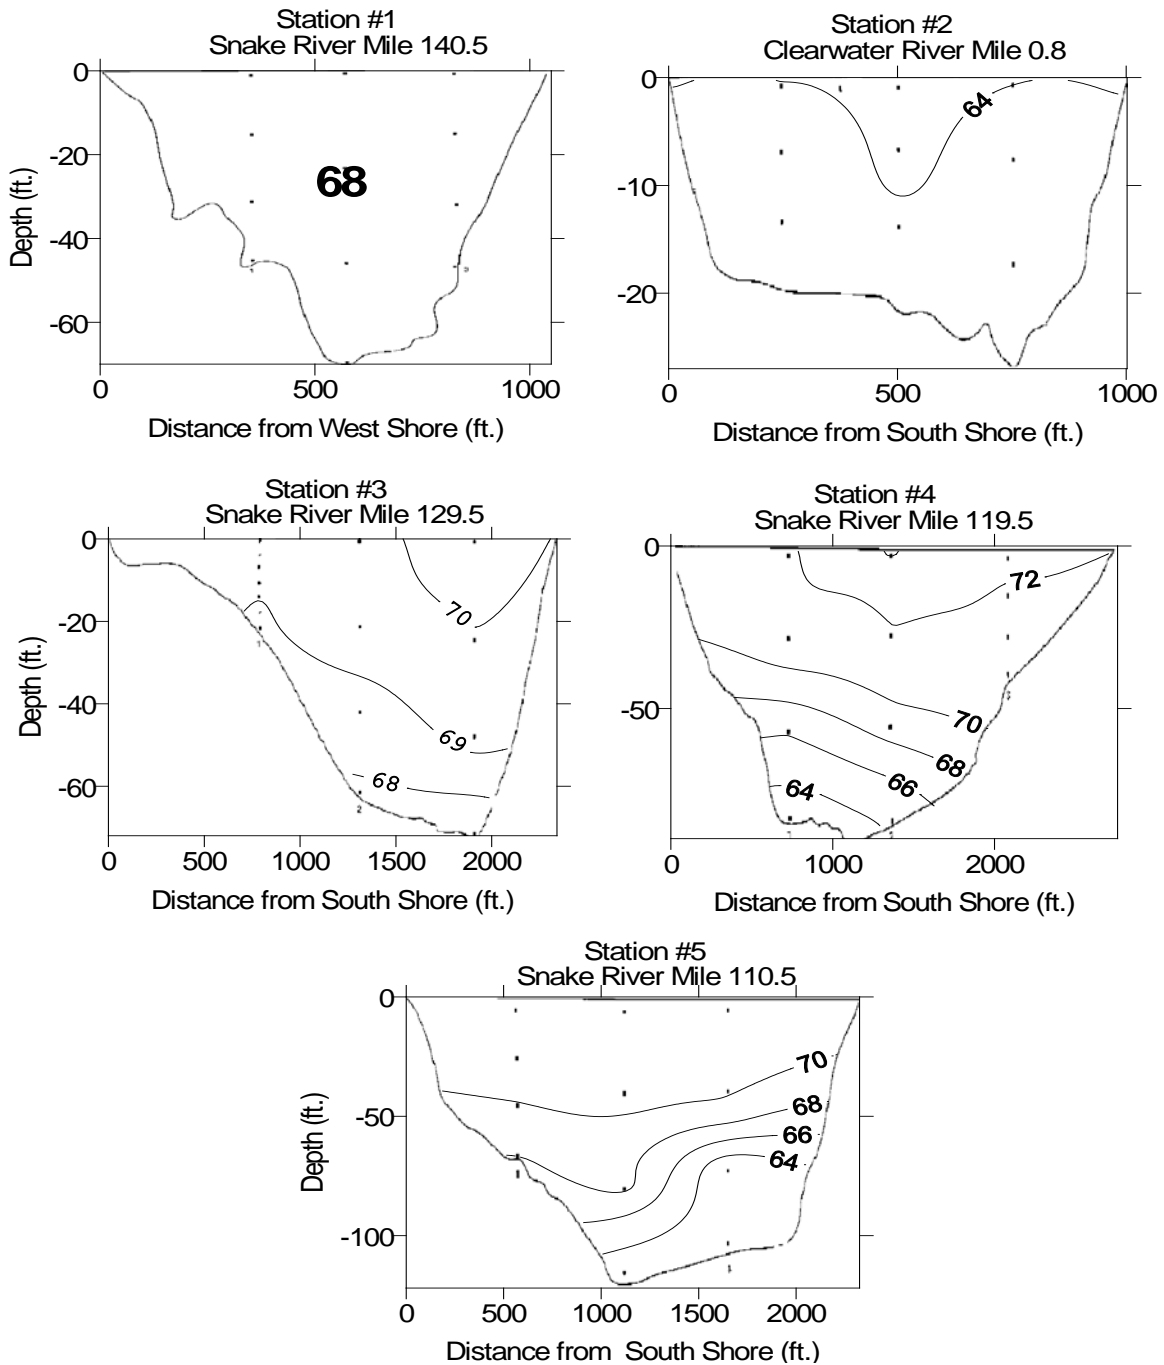 Station #1
Snake River Mile 140.5
0
-20
-40
-60
Depth (ft.)
68
0
500
1000
Distance from West Shore (ft.)
Station #2
Clearwater River Mile 0.8
0
-10
-20
64
0
500
1000
Distance from South Shore (ft.)
Station #3
Snake River Mile 129.5
0
-20
-40
-60
Depth (ft.)
70
69
68
0
500
1000
1500
2000
Distance from South Shore (ft.)
Station #4
Snake River Mile 119.5
0
-50
72
70
68
66
64
0
1000
2000
Distance from South Shore (ft.)
Station #5
Snake River Mile 110.5
0
-50
-100
Depth (ft.)
70
68
66
64
0
500
1000
1500
2000
Distance from South Shore (ft.)